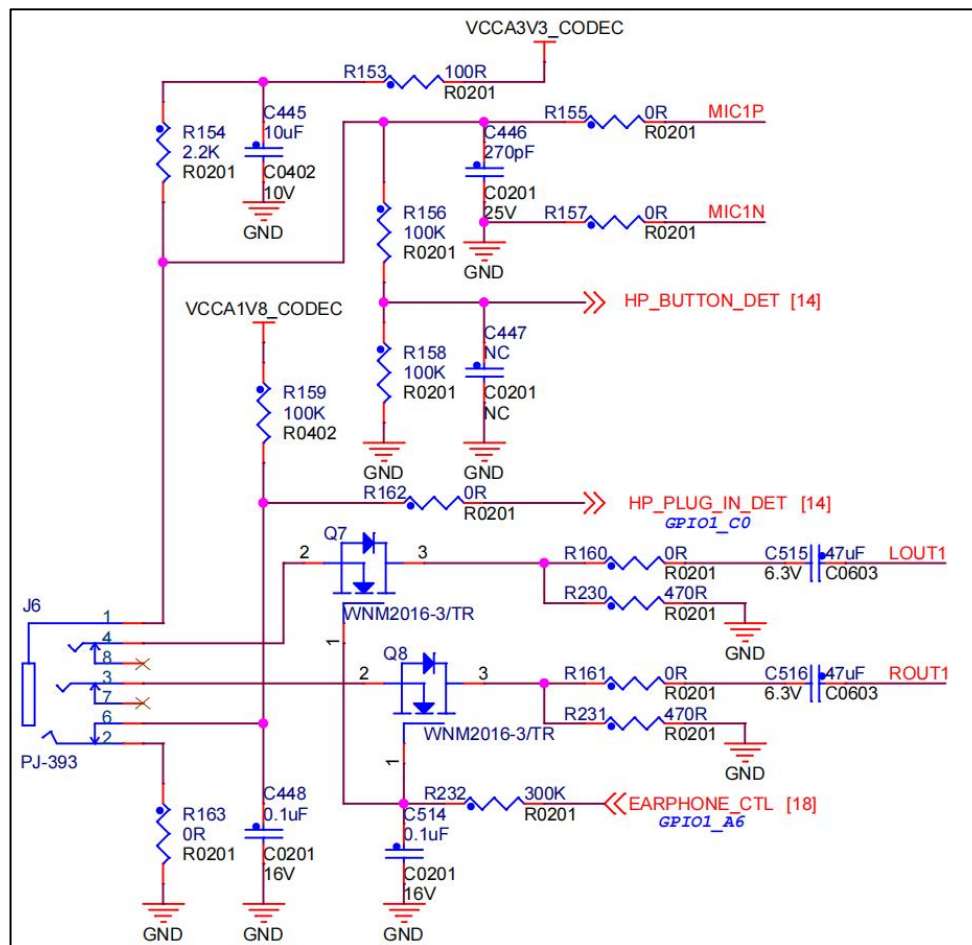 VCCA3V3_CODEC
R153 100R
R0201
R154
2.2K
R0201
C445
10uF
C0402
10V
GND
C446
270pF
C0201
25V
GND
R155 0R
R0201
MIC1P
R157 0R
R0201
MIC1N
R156
100K
R0201
VCCA1V8_CODEC
HP_BUTTON_DET [14]
R158
100K
R0201
GND
C447
NC
C0201
NC
GND
R159
100K
R0402
R162 0R
R0201
HP_PLUG_IN_DET [14]
GPIO1_C0
Q7
2
3
1
WNM2016-3/TR
R160 0R
R0201
C515 47uF
6.3V C0603
LOUT1
R230 470R
R0201
GND
J6
1
4
8
3
7
6
2
PJ-393
Q8
2
3
1
WNM2016-3/TR
R161 0R
R0201
C516 47uF
6.3V C0603
ROUT1
R231 470R
R0201
GND
R232 300K
R0201
EARPHONE_CTL [18]
GPIO1_A6
R163
0R
R0201
GND
C448
0.1uF
C0201
16V
GND
C514
0.1uF
C0201
16V
GND